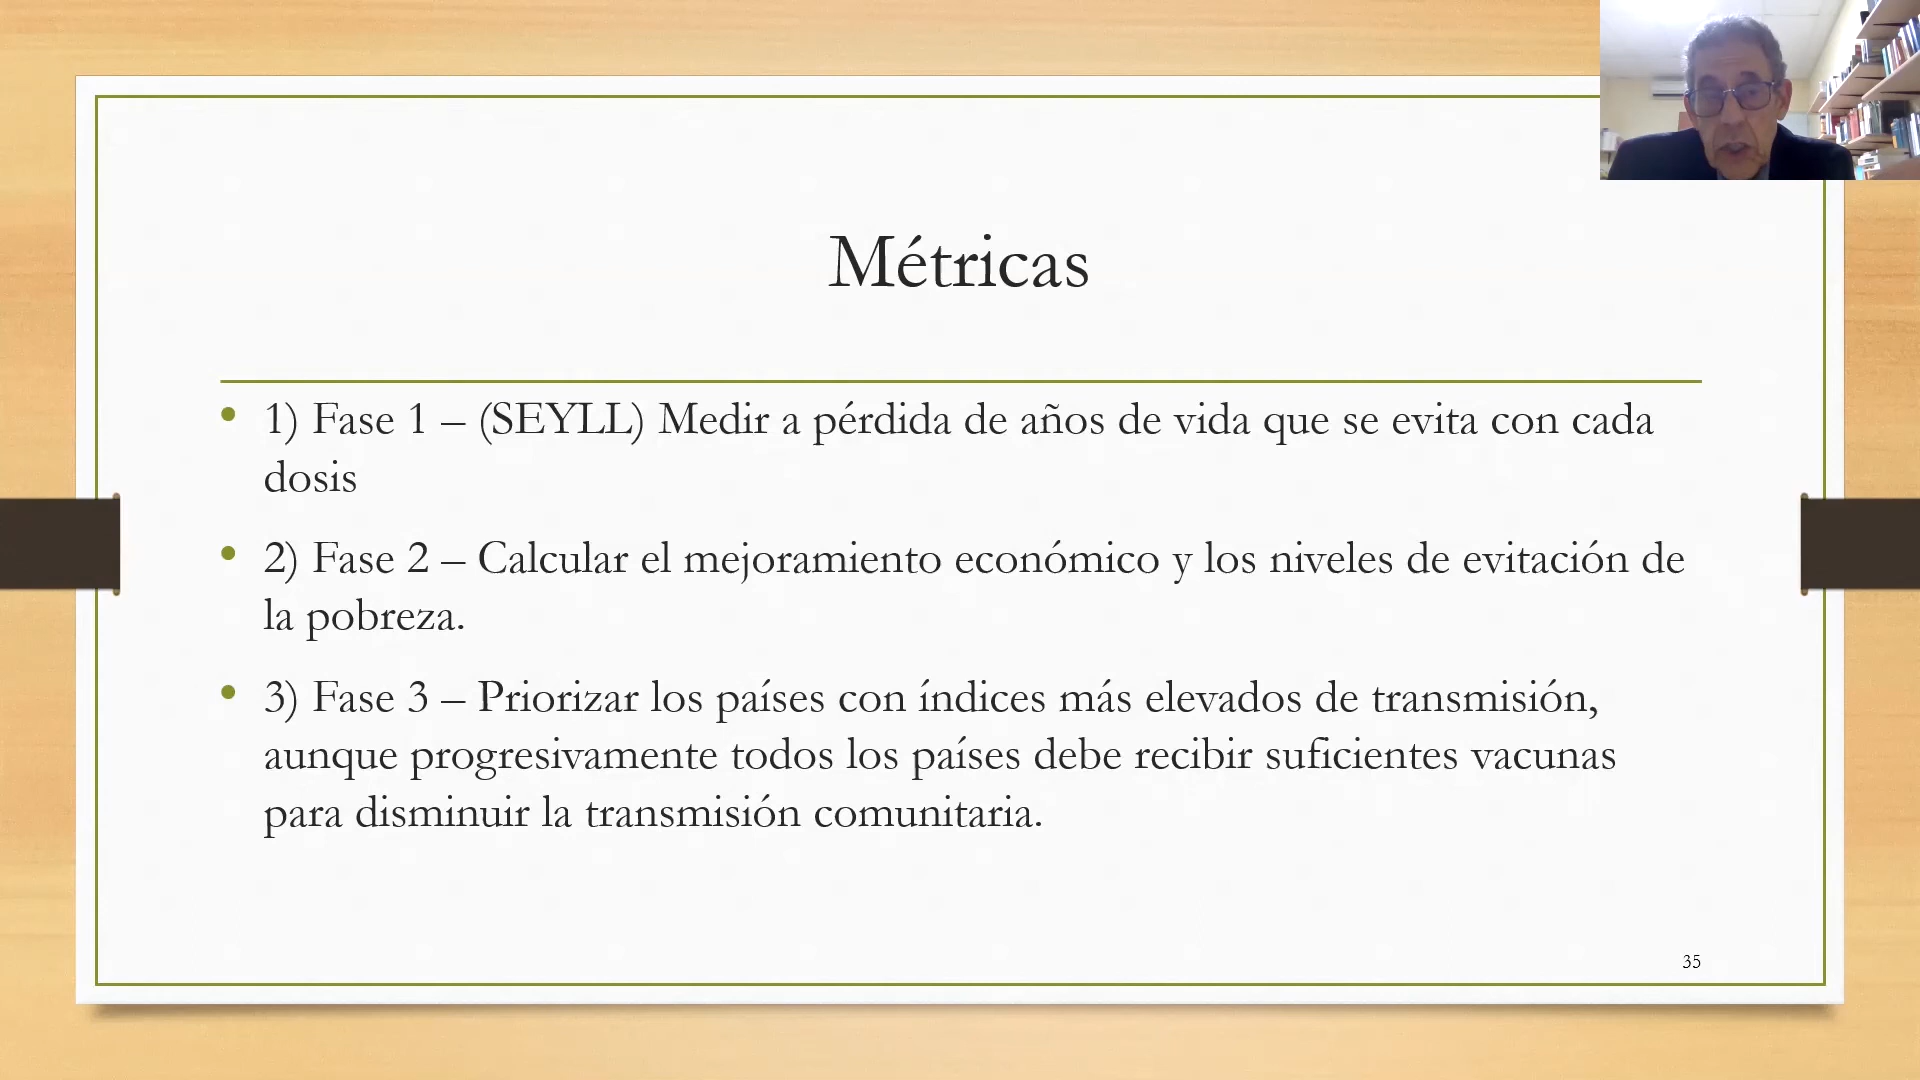 Métricas
• 1) Fase 1 – (SEYLL) Medir a pérdida de años de vida que se evita con cada
dosis
• 2) Fase 2 – Calcular el mejoramiento económico y los niveles de evitación de
la pobreza.
• 3) Fase 3 – Priorizar los países con índices más elevados de transmisión,
aunque progresivamente todos los países debe recibir suficientes vacunas
para disminuir la transmisión comunitaria.
35